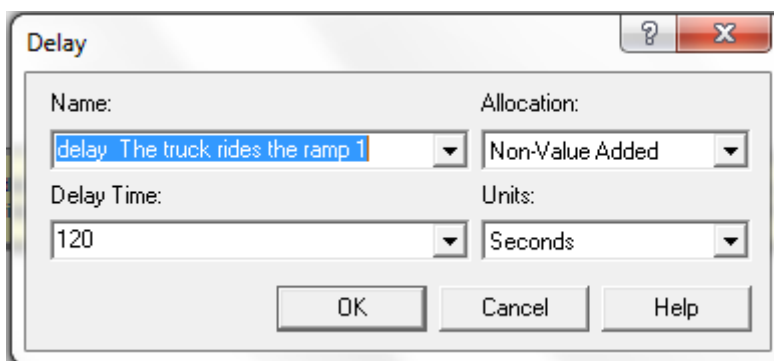 Delay
Name: Allocation:
delay The truck rides the ramp 1 Non-Value Added
Delay Time: Units:
120 Seconds
OK Cancel Help